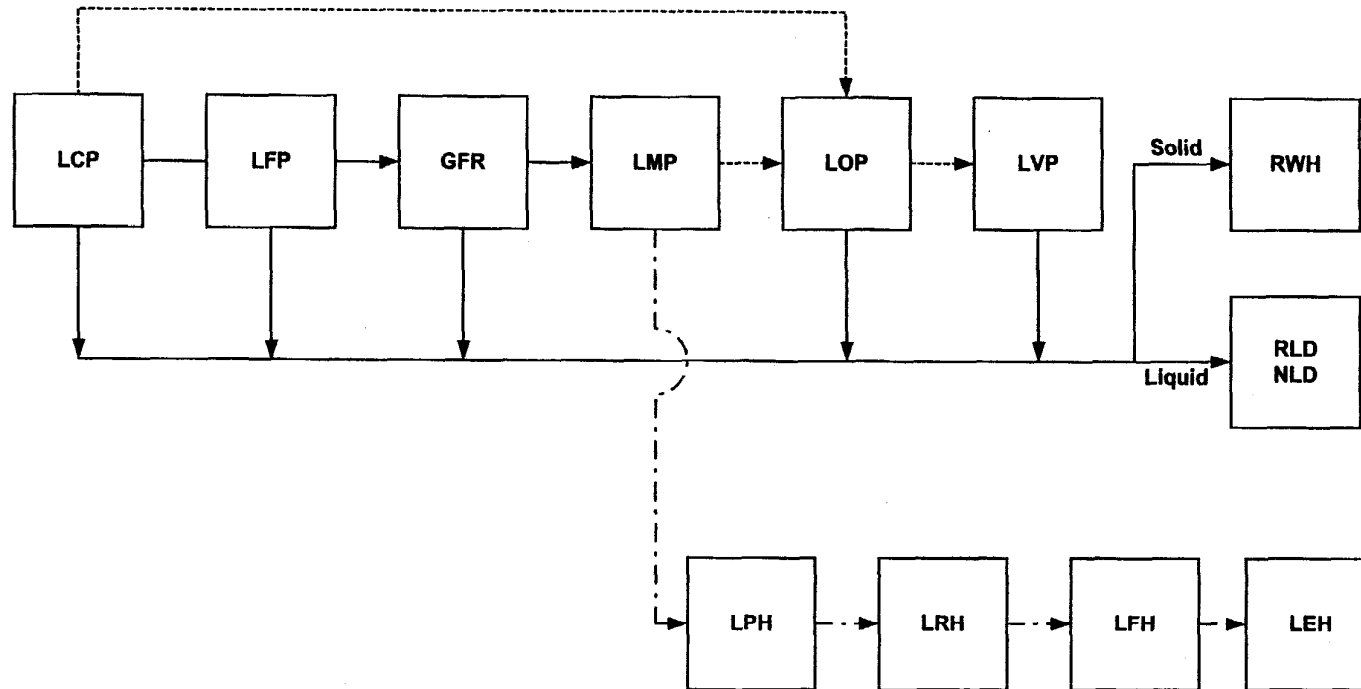 LCP
LFP
GFR
LMP
LOP
LVP
Solid
RWH
RLD
NLD
Liquid
LPH
LRH
LFH
LEH